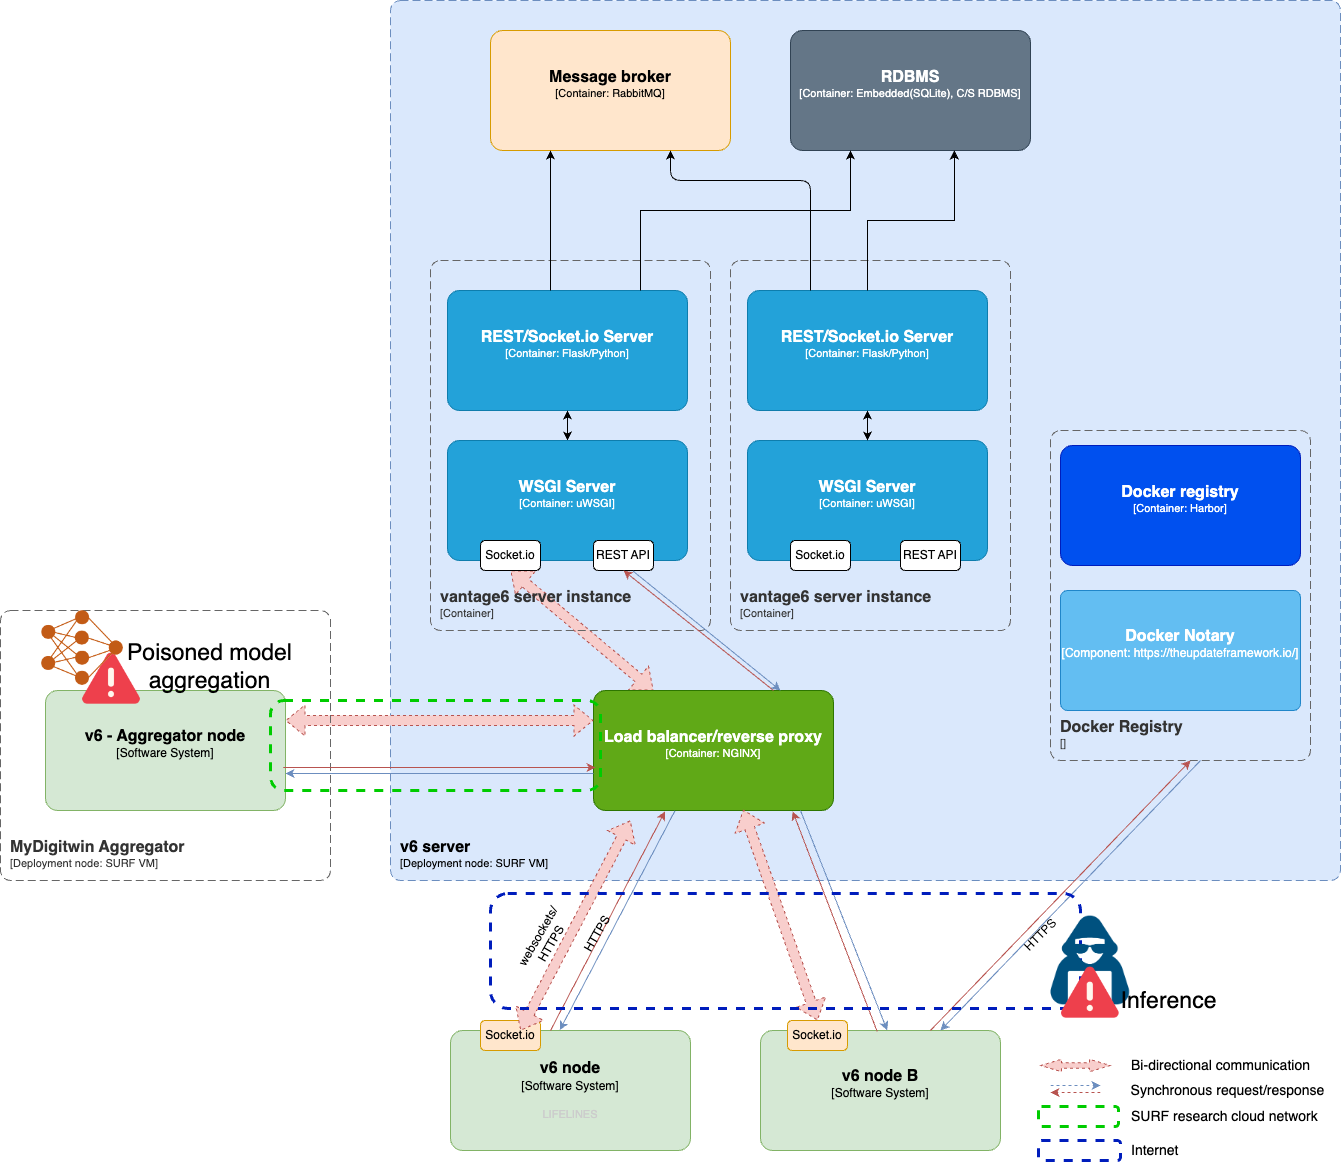 Message broker
[Container: RabbitMQ]
RDBMS
[Container: Embedded(SQLite), C/S RDBMS]
REST/Socket.io Server
[Container: Flask/Python]
REST/Socket.io Server
[Container: Flask/Python]
WSGI Server
[Container: uWSGI]
Socket.io
REST API
WSGI Server
[Container: uWSGI]
Socket.io
REST API
vantage6 server instance
[Container]
vantage6 server instance
[Container]
Docker registry
[Container: Harbor]
Docker Notary
[Component: https://theupdateframework.io/]
Docker Registry
[]
Poisoned model
aggregation
v6 - Aggregator node
[Software System]
MyDigitwin Aggregator
[Deployment node: SURF VM]
Load balancer/reverse proxy
[Container: NGINX]
v6 server
[Deployment node: SURF VM]
websockets/
HTTPS
HTTPS
HTTPS
Inference
Socket.io
v6 node
[Software System]
LIFELINES
Socket.io
v6 node B
[Software System]
Bi-directional communication
Synchronous request/response
SURF research cloud network
Internet